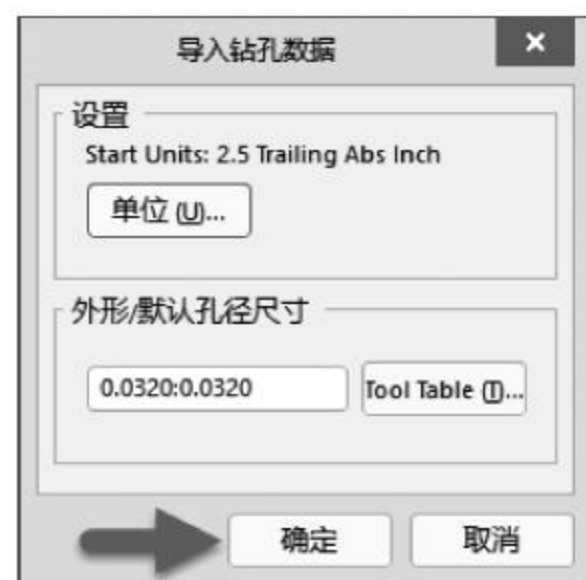 导入钻孔数据
设置
Start Units: 2.5 Trailing Abs Inch
单位 (U)...
外形/默认孔径尺寸
0.0320:0.0320
Tool Table (T)...
确定
取消